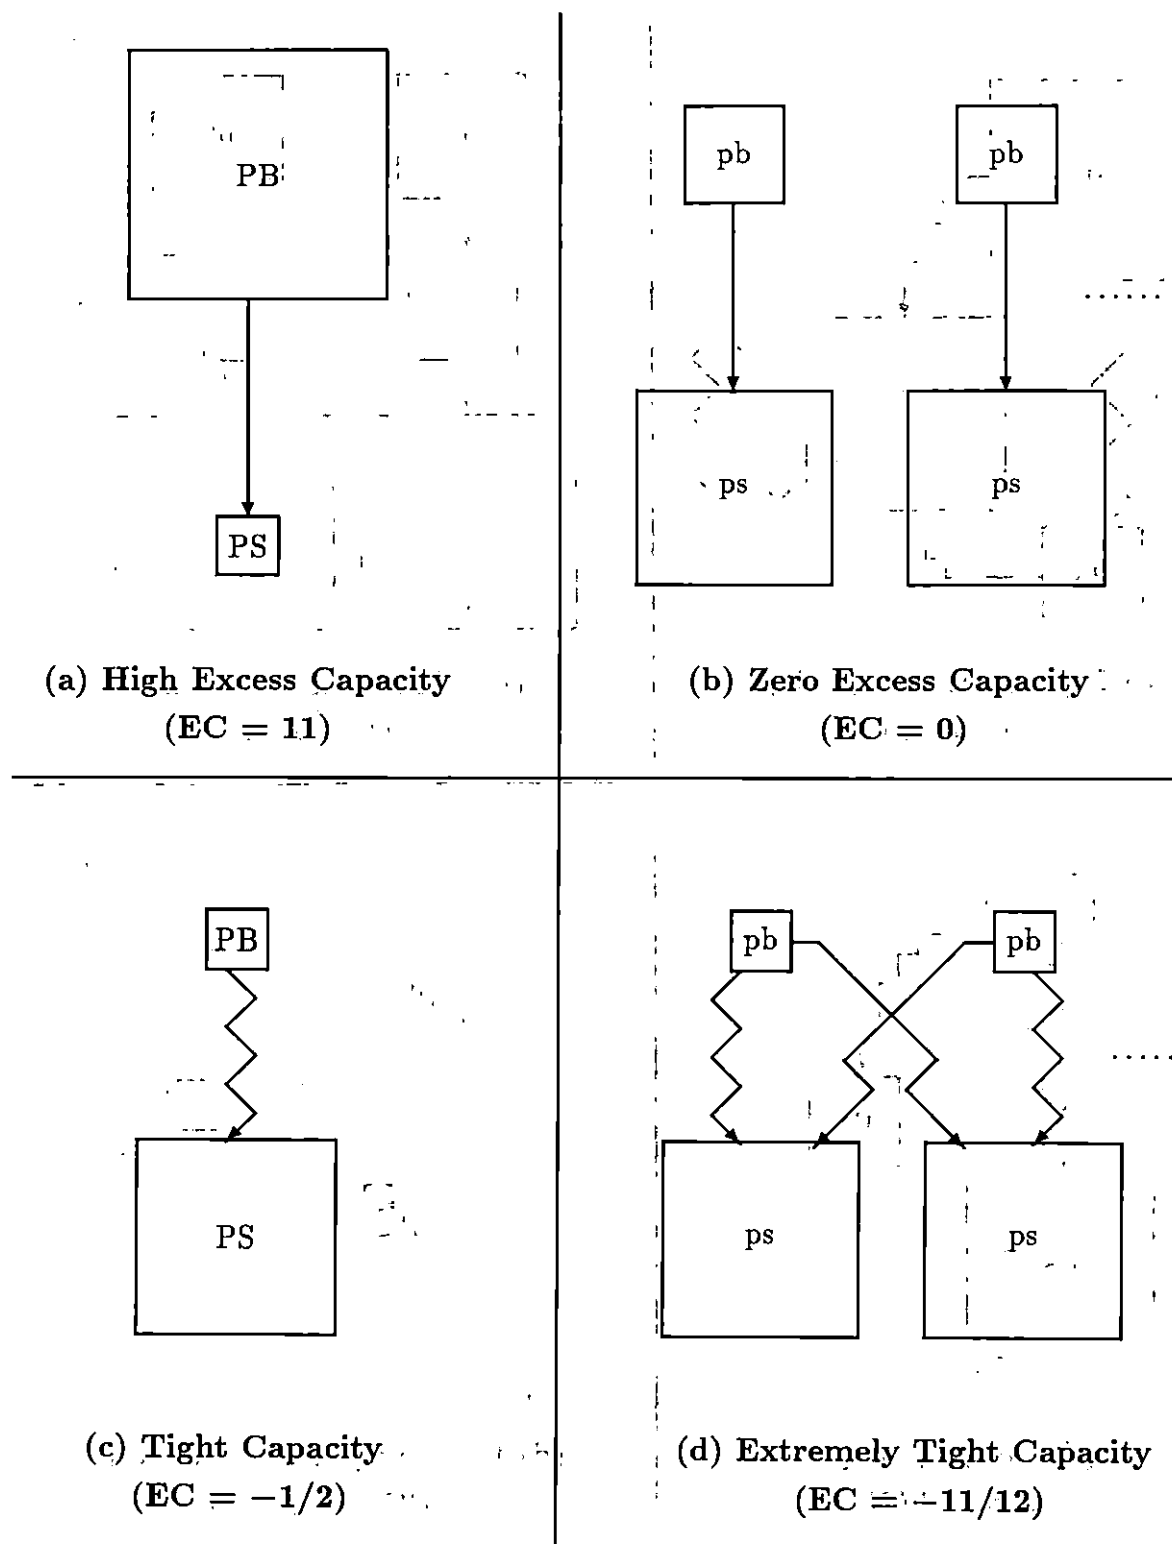 PB
PS
(a) High Excess Capacity
(EC = 11)
pb pb
......
ps ps
(b) Zero Excess Capacity
(EC = 0)
PB
PS
(c) Tight Capacity
(EC = −1/2)
pb pb
.....
ps ps
(d) Extremely Tight Capacity
(EC = −11/12)